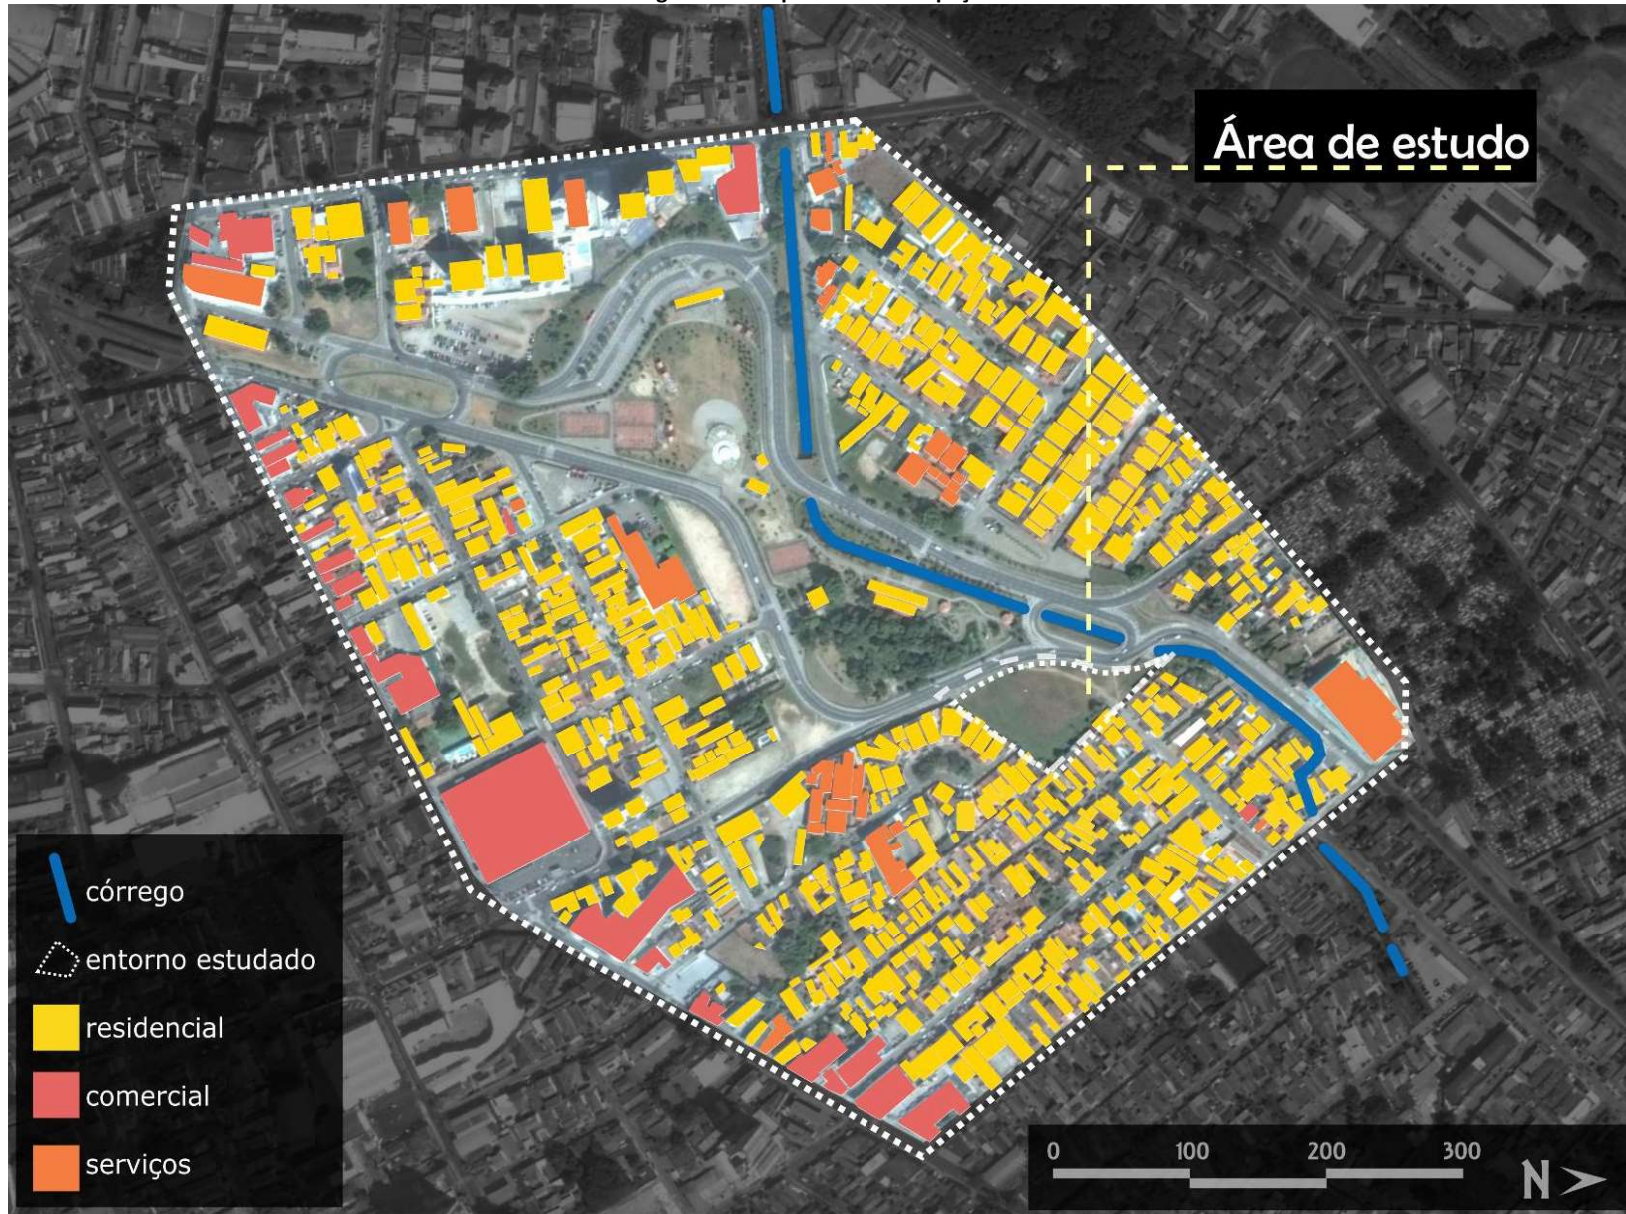 Área de estudo
córrego
entorno estudado
residencial
comercial
serviços
0 100 200 300
N